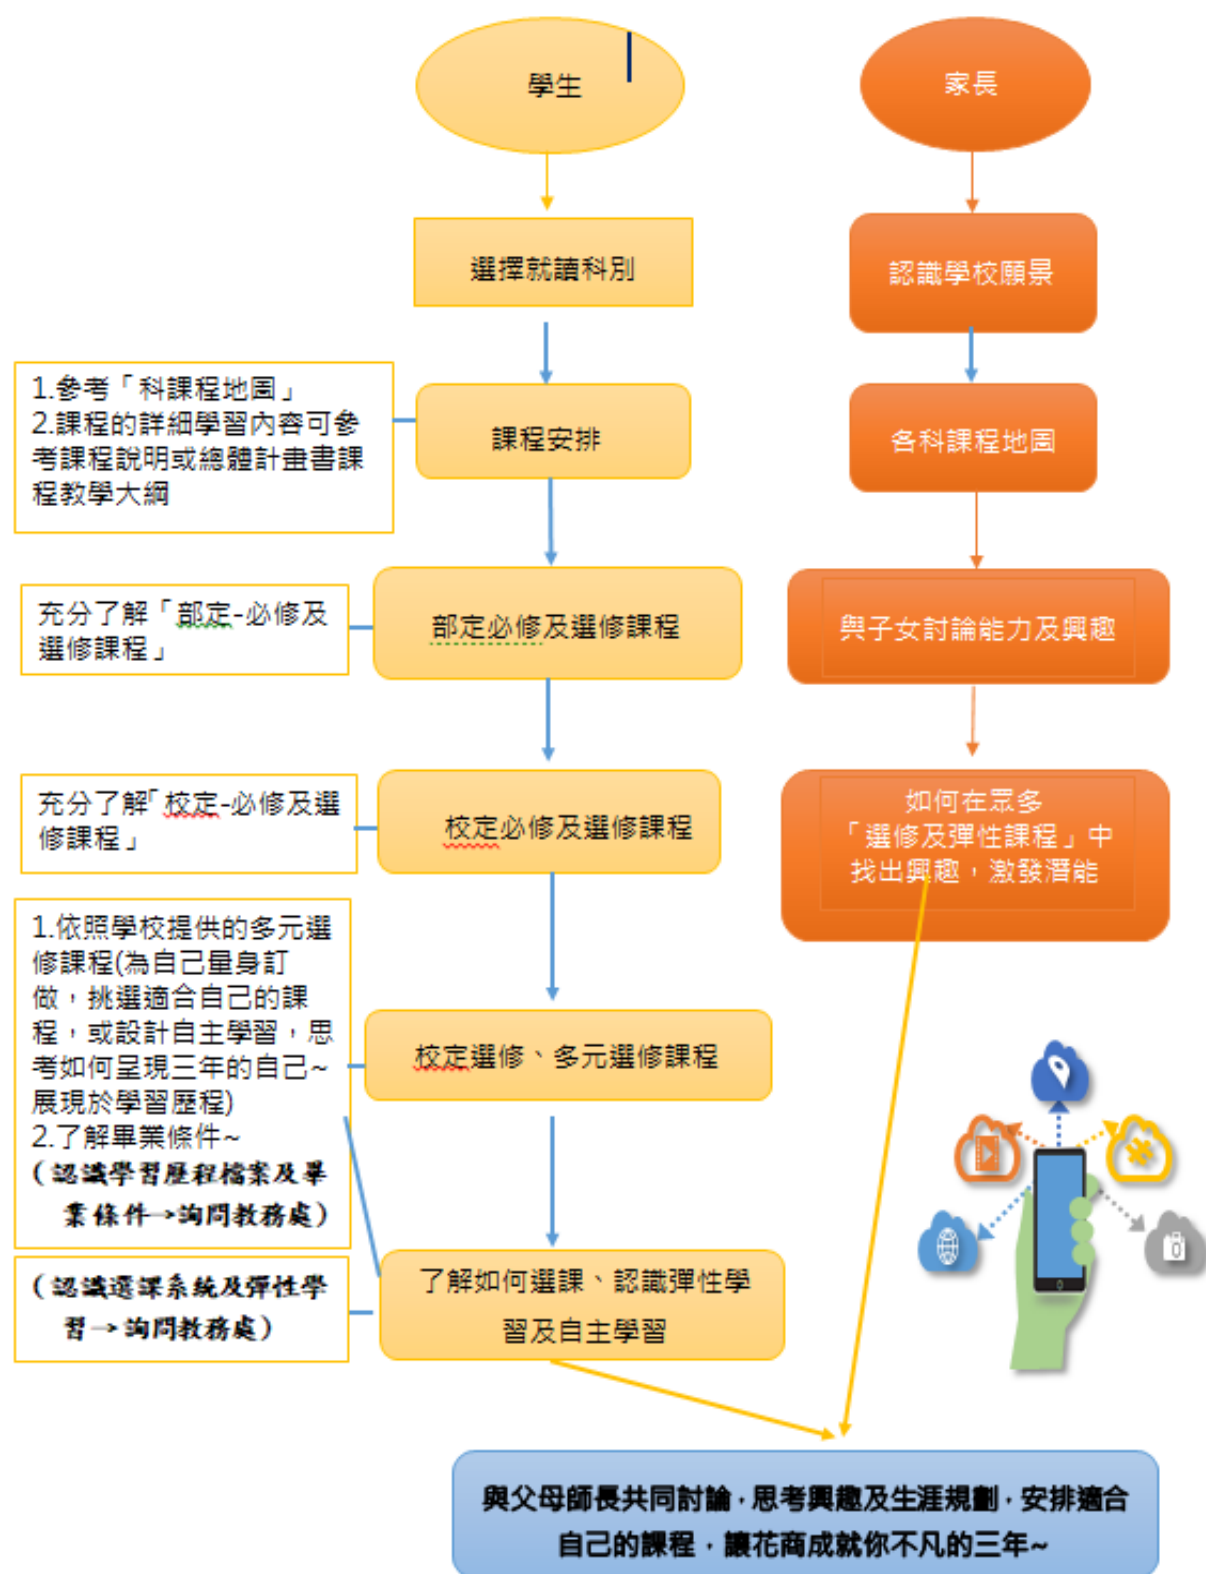 學生
選擇就讀科別
1.參考「科課程地圖」
2.課程的詳細學習內容可參
考課程說明或總體計畫書課
程教學大綱
課程安排
充分了解「部定-必修及
選修課程」
部定必修及選修課程
充分了解「校定-必修及選
修課程」
校定必修及選修課程
1.依照學校提供的多元選
修課程(為自己量身訂
做，挑選適合自己的課
程，或設計自主學習，思
考如何呈現三年的自己~
展現於學習歷程)
2.了解畢業條件~
(認識學習歷程檔案及畢
業條件→詢問教務處)
校定選修、多元選修課程
(認識選課系統及彈性學
習→詢問教務處)
了解如何選課、認識彈性學
習及自主學習
家長
認識學校願景
各科課程地圖
與子女討論能力及興趣
如何在眾多
「選修及彈性課程」中
找出興趣，激發潛能
與父母師長共同討論，思考興趣及生涯規劃，安排適合
自己的課程，讓花商成就你不凡的三年~